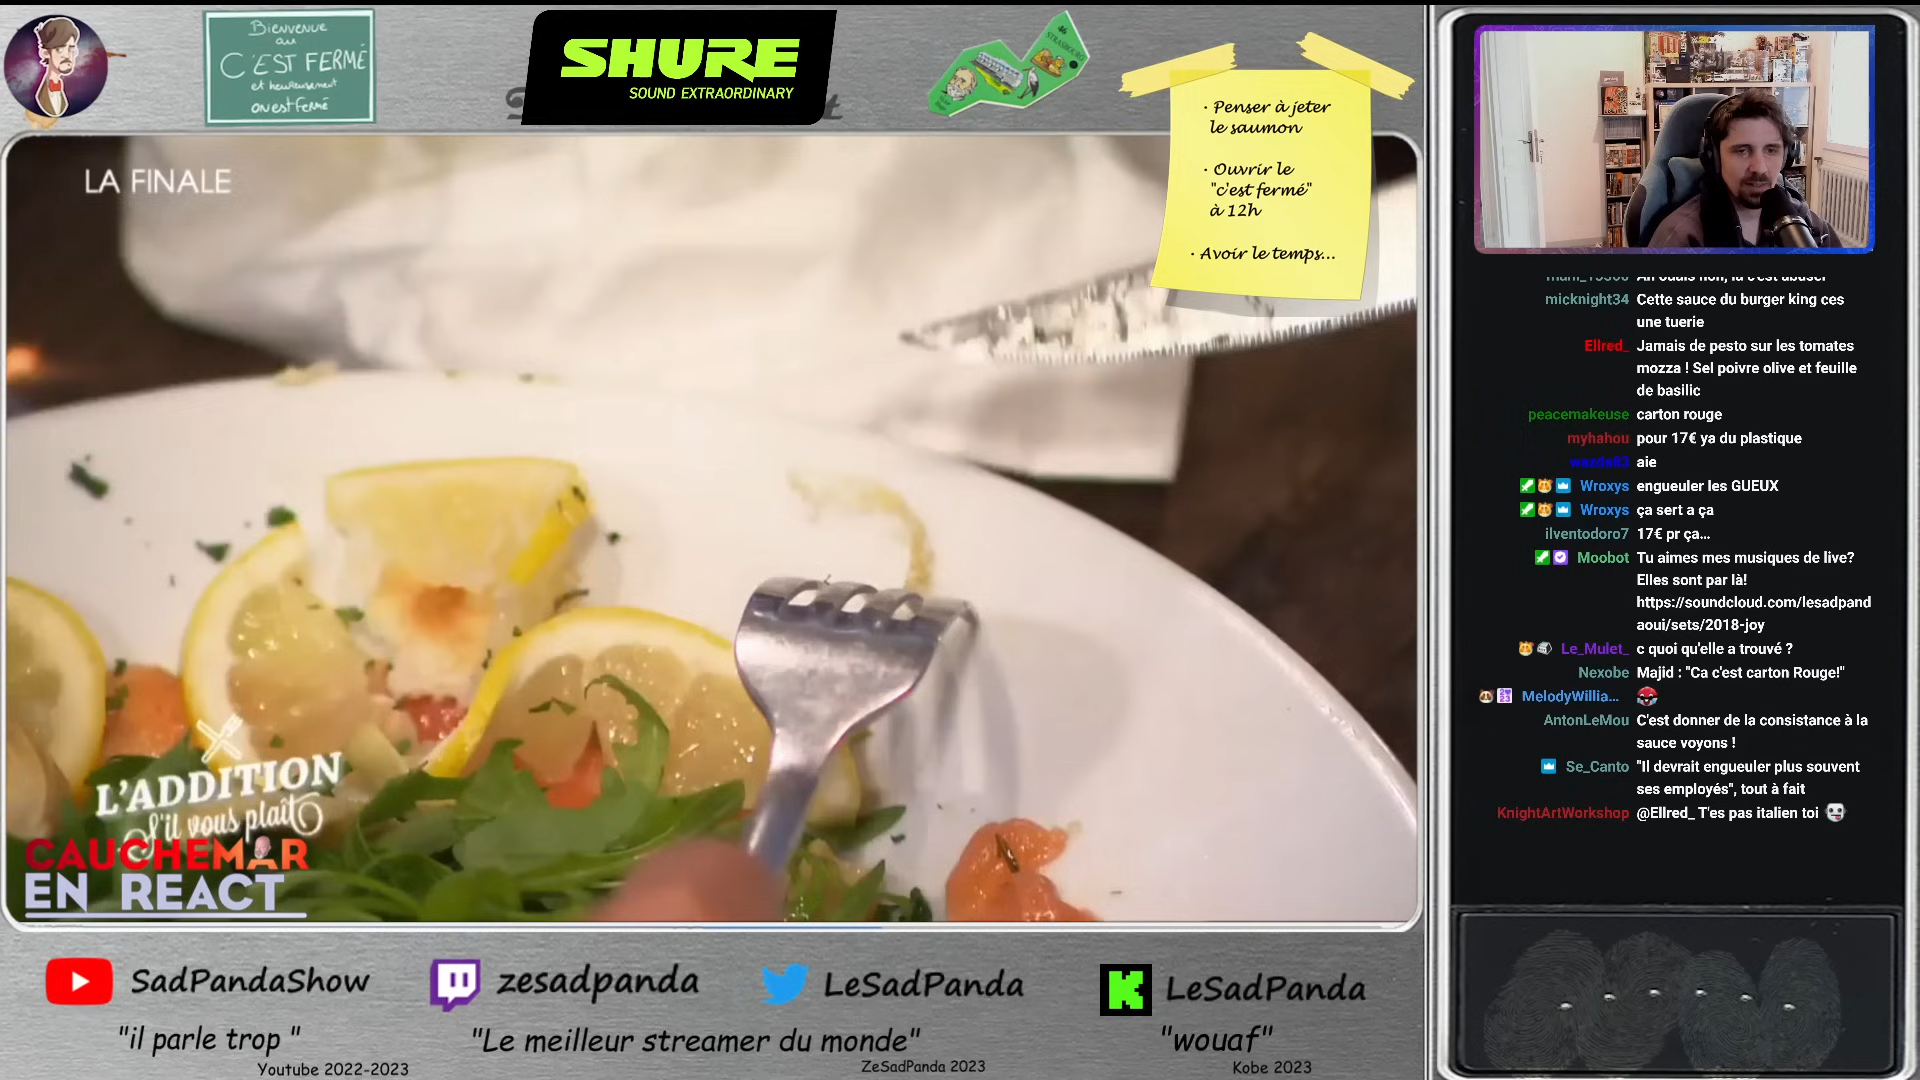 Bienvenue
au
C'EST FERMÉ
et heureusement
on est fermé
SHURE
SOUND EXTRAORDINARY
STRASBOURG
· Penser à jeter
le saumon
· Ouvrir le
"c'est fermé"
à 12h
· Avoir le temps...
LA FINALE
L'ADDITION
s'il vous plaît
CAUCHEMAR
EN REACT
micknight34 Cette sauce du burger king ces
une tuerie
Ellred_ Jamais de pesto sur les tomates
mozza ! Sel poivre olive et feuille
de basilic
peacemakeuse carton rouge
myhahou pour 17€ ya du plastique
aie
Wroxys engueuler les GUEUX
Wroxys ça sert a ça
ilventodoro7 17€ pr ça...
Moobot Tu aimes mes musiques de live?
Elles sont par là!
https://soundcloud.com/lesadpand
aoui/sets/2018-joy
Le_Mulet_ c quoi qu'elle a trouvé ?
Nexobe Majid : "Ca c'est carton Rouge!"
MelodyWillia...
AntonLeMou C'est donner de la consistance à la
sauce voyons !
Se_Canto "Il devrait engueuler plus souvent
ses employés", tout à fait
KnightArtWorkshop @Ellred_ T'es pas italien toi
SadPandaShow
"il parle trop "
Youtube 2022-2023
zesadpanda
LeSadPanda
"Le meilleur streamer du monde"
ZeSadPanda 2023
LeSadPanda
"wouaf"
Kobe 2023